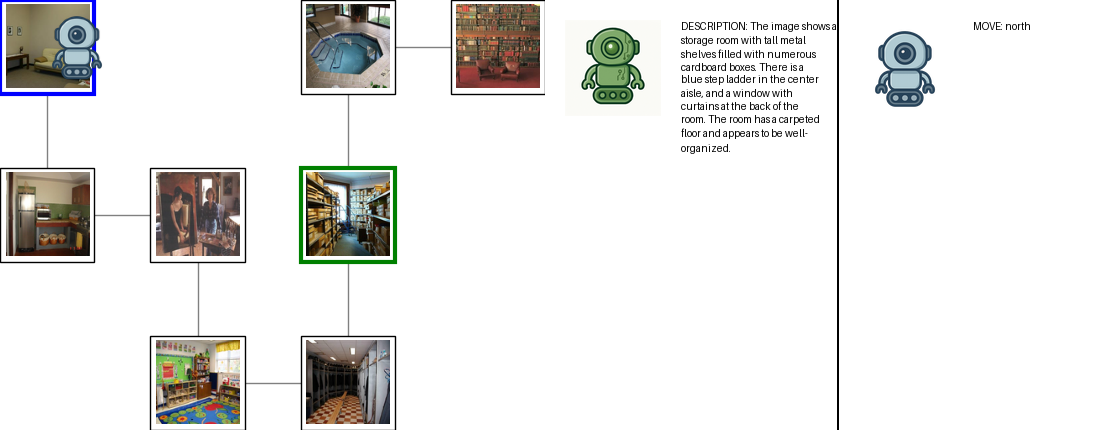 DESCRIPTION: The image shows a
storage room with tall metal
shelves filled with numerous
cardboard boxes. There is a
blue step ladder in the center
aisle, and a window with
curtains at the back of the
room. The room has a carpeted
floor and appears to be well-
organized.
MOVE: north